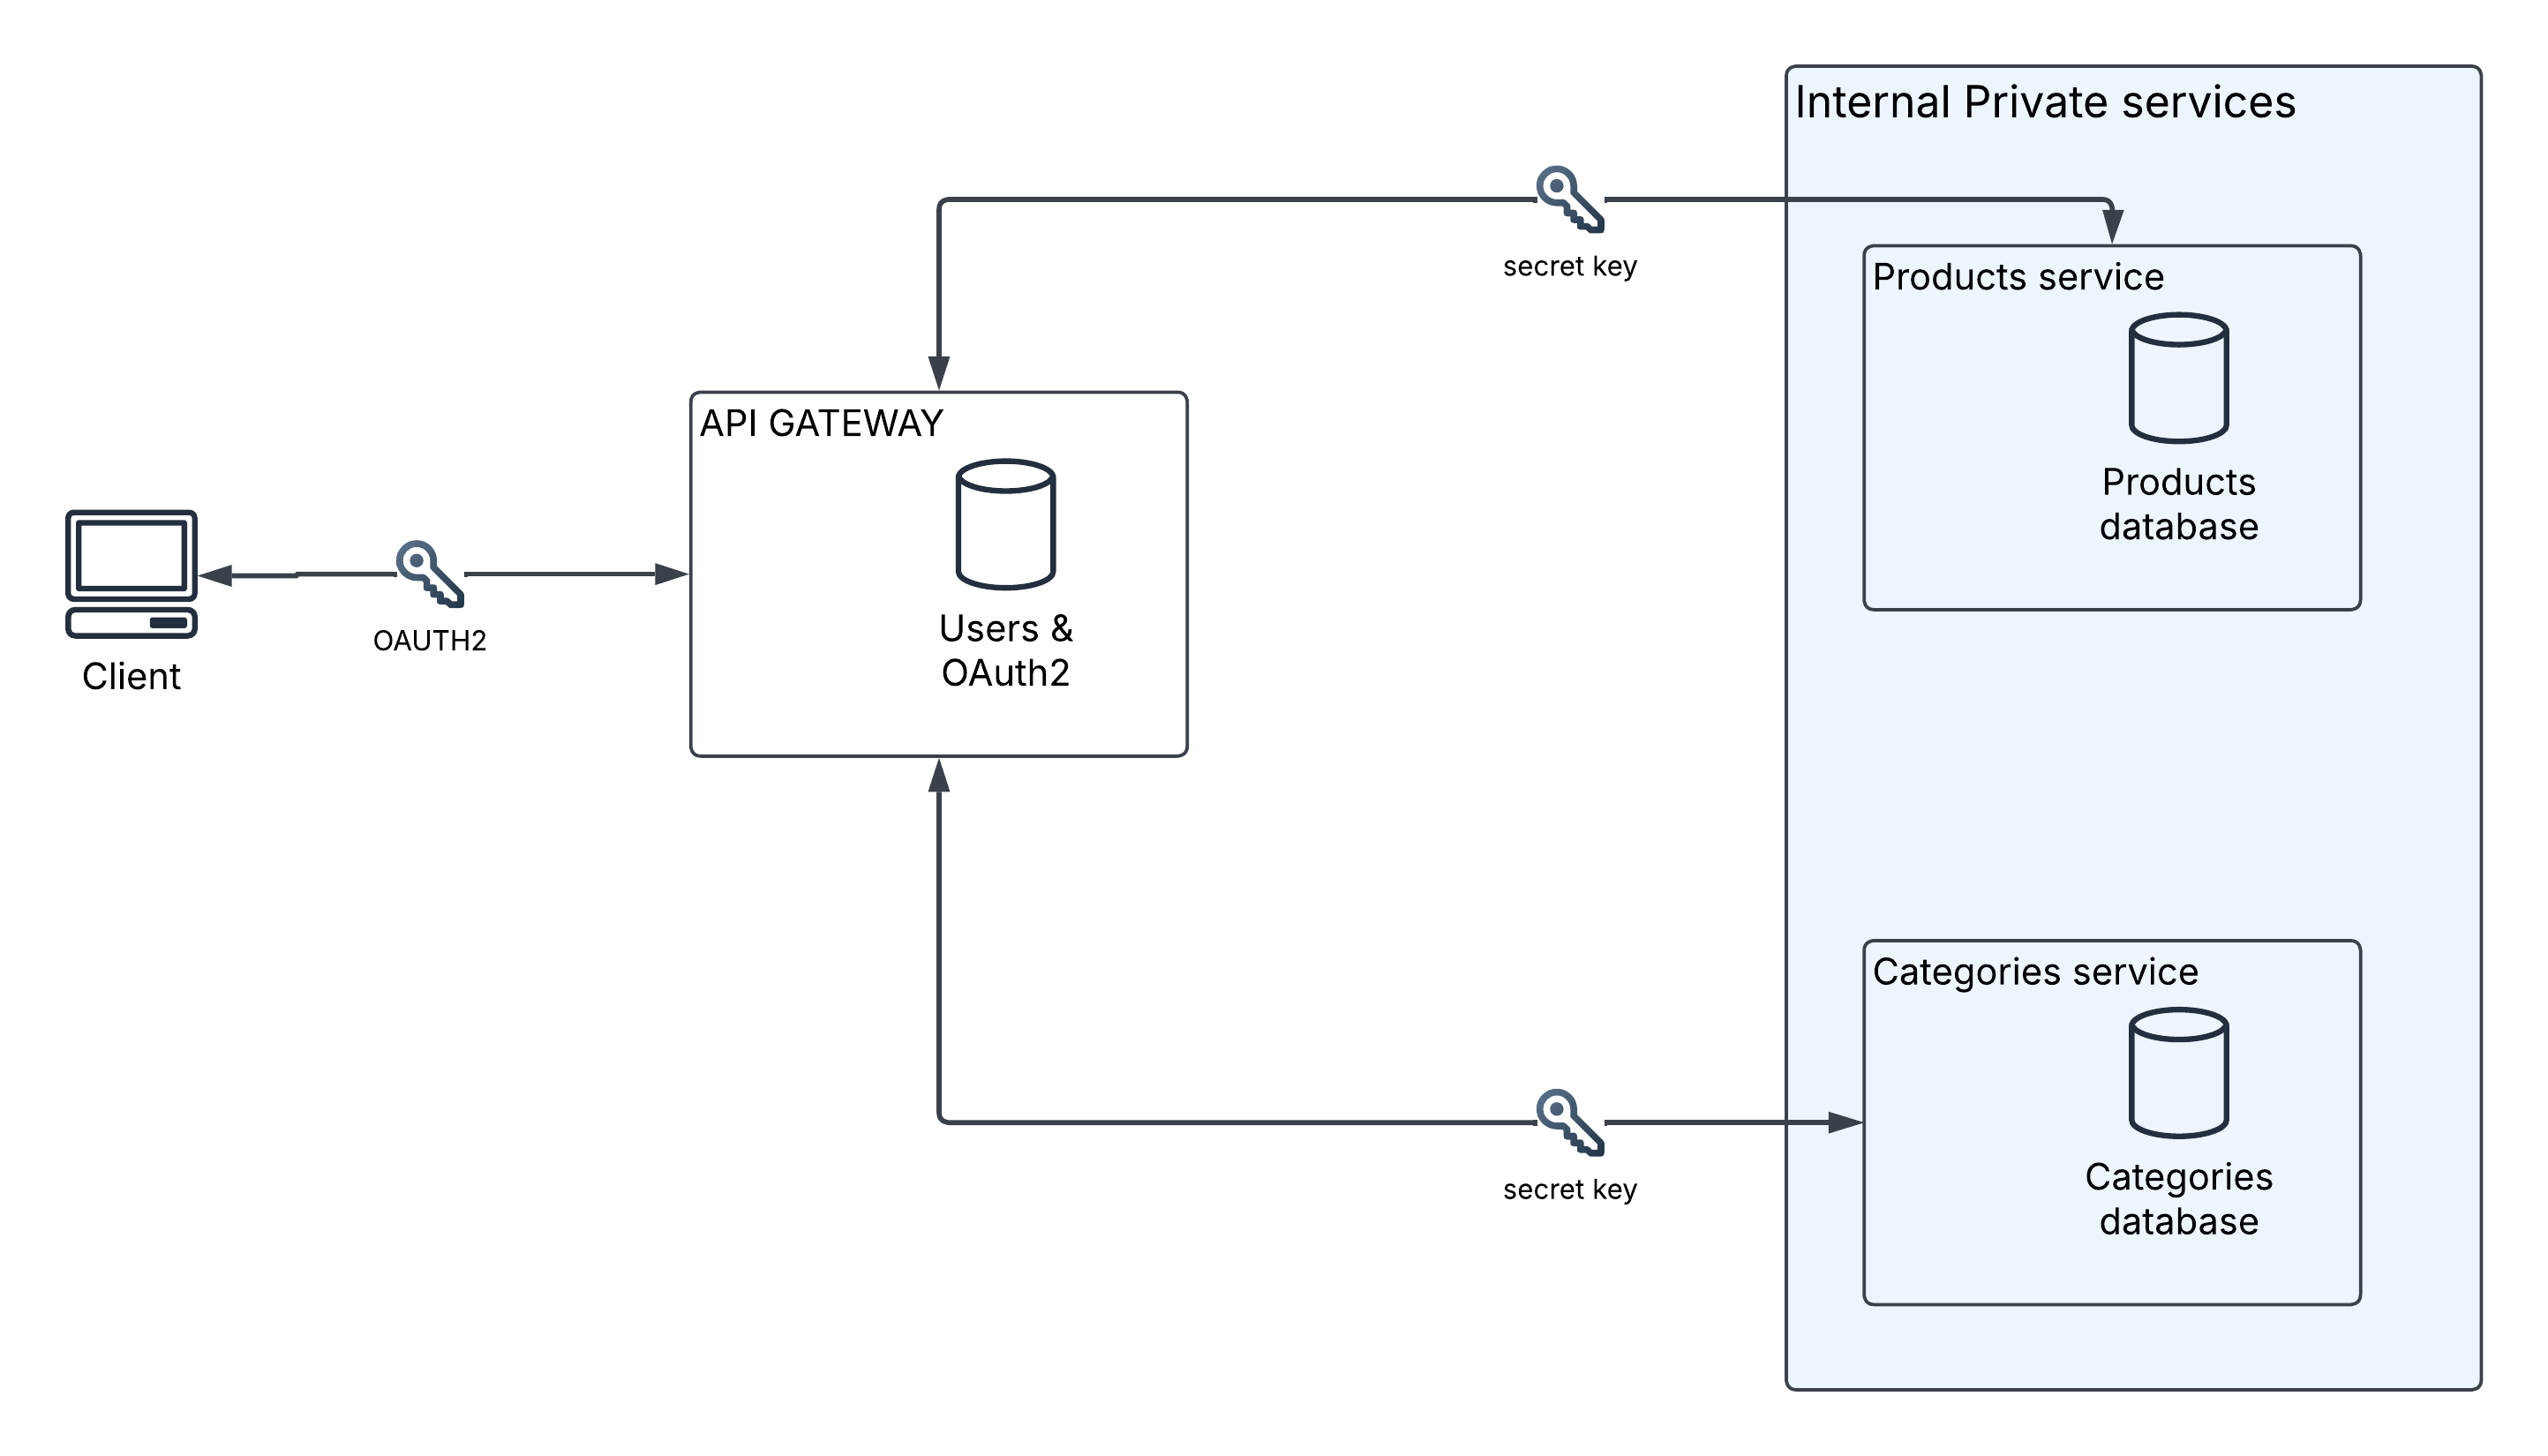 Internal Private services
secret key
Products service
Products
database
API GATEWAY
Users &
OAuth2
OAUTH2
Client
Categories service
Categories
database
secret key